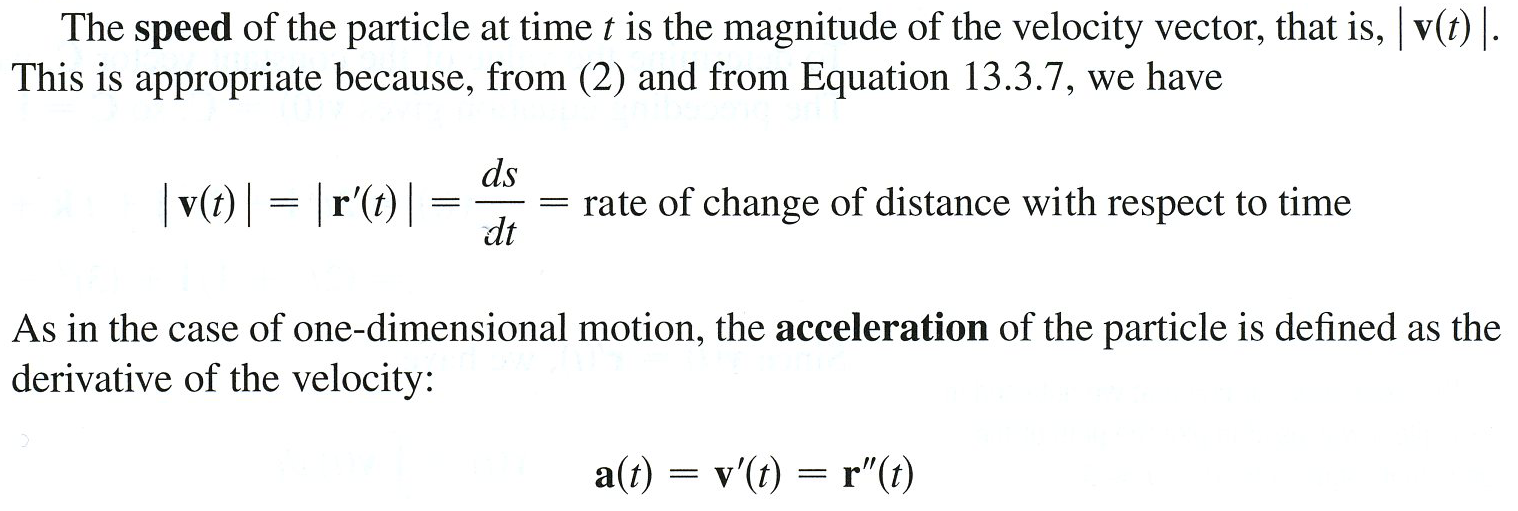 The speed of the particle at time t is the magnitude of the velocity vector, that is, | v(t) |.
This is appropriate because, from (2) and from Equation 13.3.7, we have
| v(t) | = | r′(t) | = ds/dt = rate of change of distance with respect to time
As in the case of one-dimensional motion, the acceleration of the particle is defined as the
derivative of the velocity:
a(t) = v′(t) = r″(t)